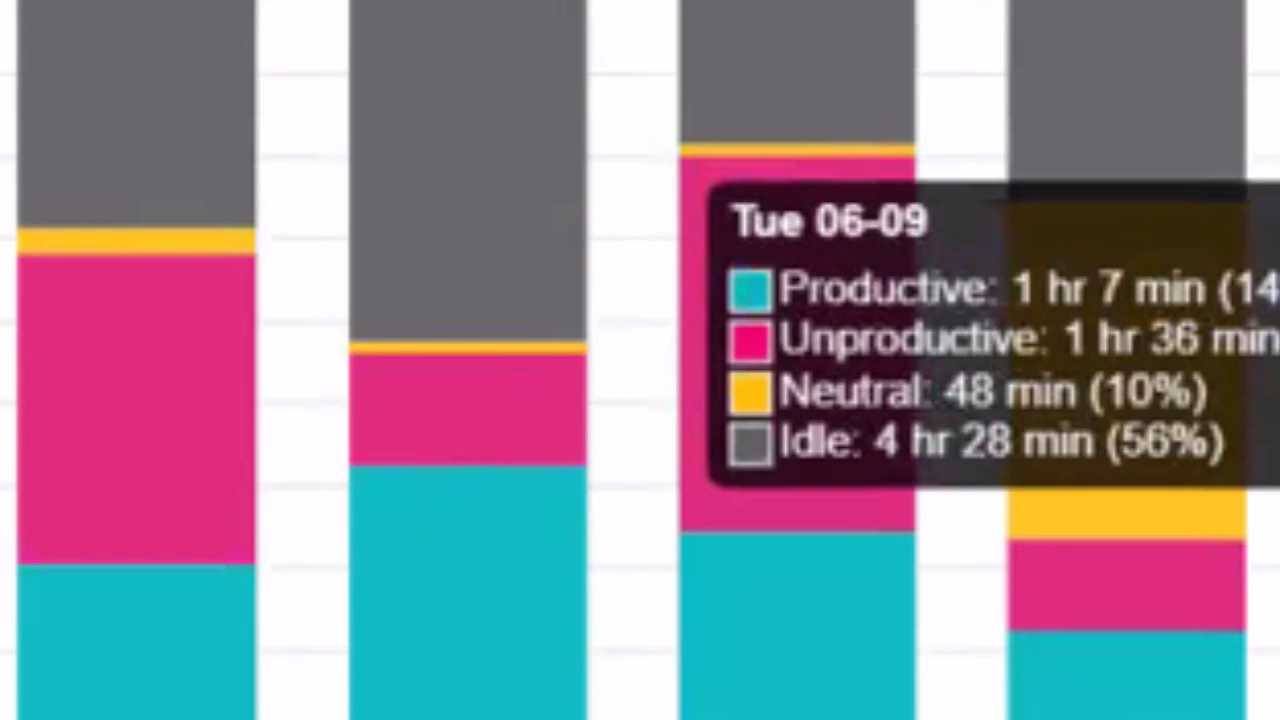 Tue 06-09
Productive: 1 hr 7 min (14
Unproductive: 1 hr 36 min
Neutral: 48 min (10%)
Idle: 4 hr 28 min (56%)